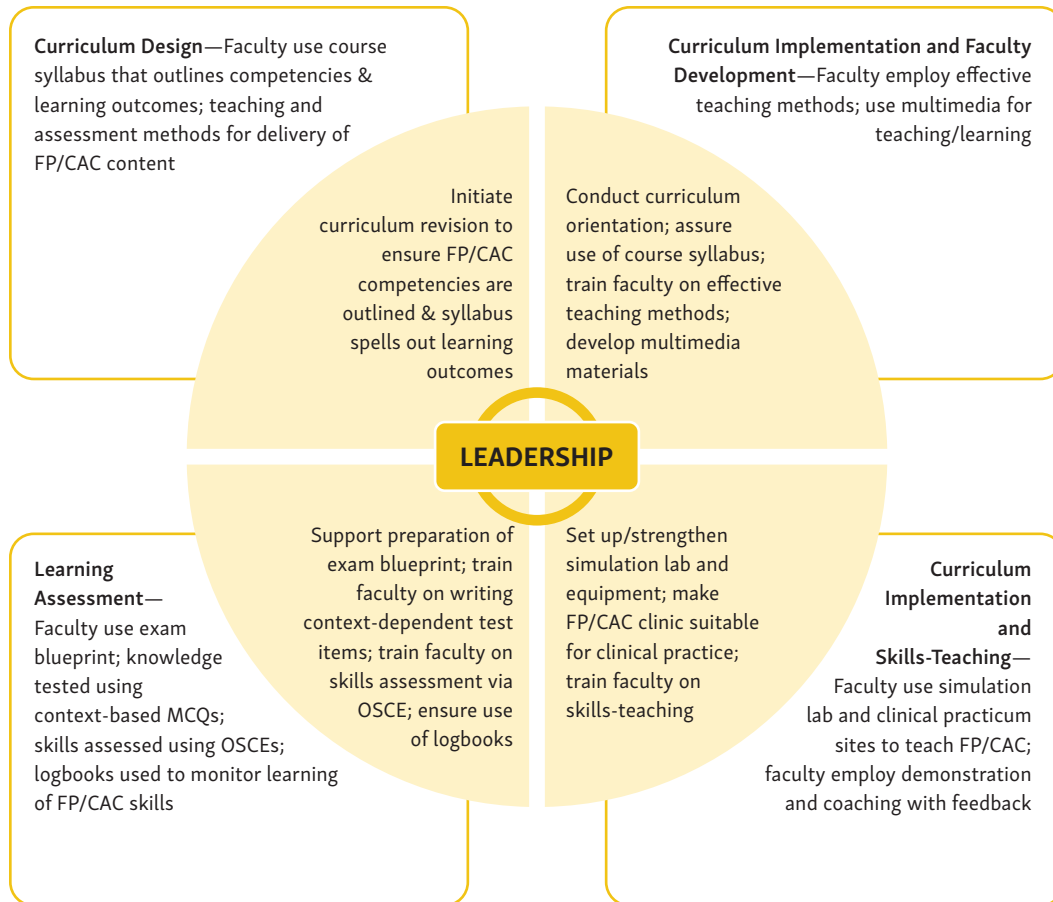 Curriculum Design—Faculty use course
syllabus that outlines competencies &
learning outcomes; teaching and
assessment methods for delivery of
FP/CAC content
Curriculum Implementation and Faculty
Development—Faculty employ effective
teaching methods; use multimedia for
teaching/learning
Initiate
curriculum revision to
ensure FP/CAC
competencies are
outlined & syllabus
spells out learning
outcomes
Conduct curriculum
orientation; assure
use of course syllabus;
train faculty on effective
teaching methods;
develop multimedia
materials
LEADERSHIP
Learning
Assessment—
Faculty use exam
blueprint; knowledge
tested using
context-based MCQs;
skills assessed using OSCEs;
logbooks used to monitor learning
of FP/CAC skills
Support preparation of
exam blueprint; train
faculty on writing
context-dependent test
items; train faculty on
skills assessment via
OSCE; ensure use
of logbooks
Set up/strengthen
simulation lab and
equipment; make
FP/CAC clinic suitable
for clinical practice;
train faculty on
skills-teaching
Curriculum
Implementation
and
Skills-Teaching—
Faculty use simulation
lab and clinical practicum
sites to teach FP/CAC;
faculty employ demonstration
and coaching with feedback